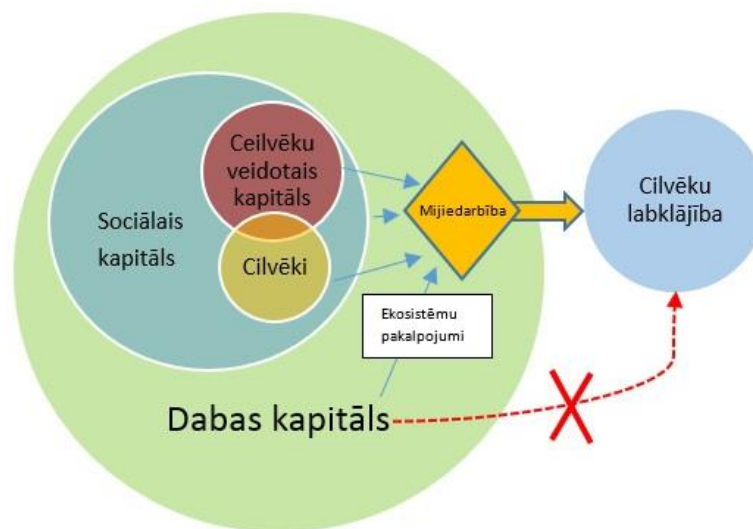 Ceilvēku
veidotais
kapitāls
Sociālais
kapitāls
Cilvēki
Mijiedarbība
Cilvēku
labklājība
Ekosistēmu
pakalpojumi
Dabas kapitāls